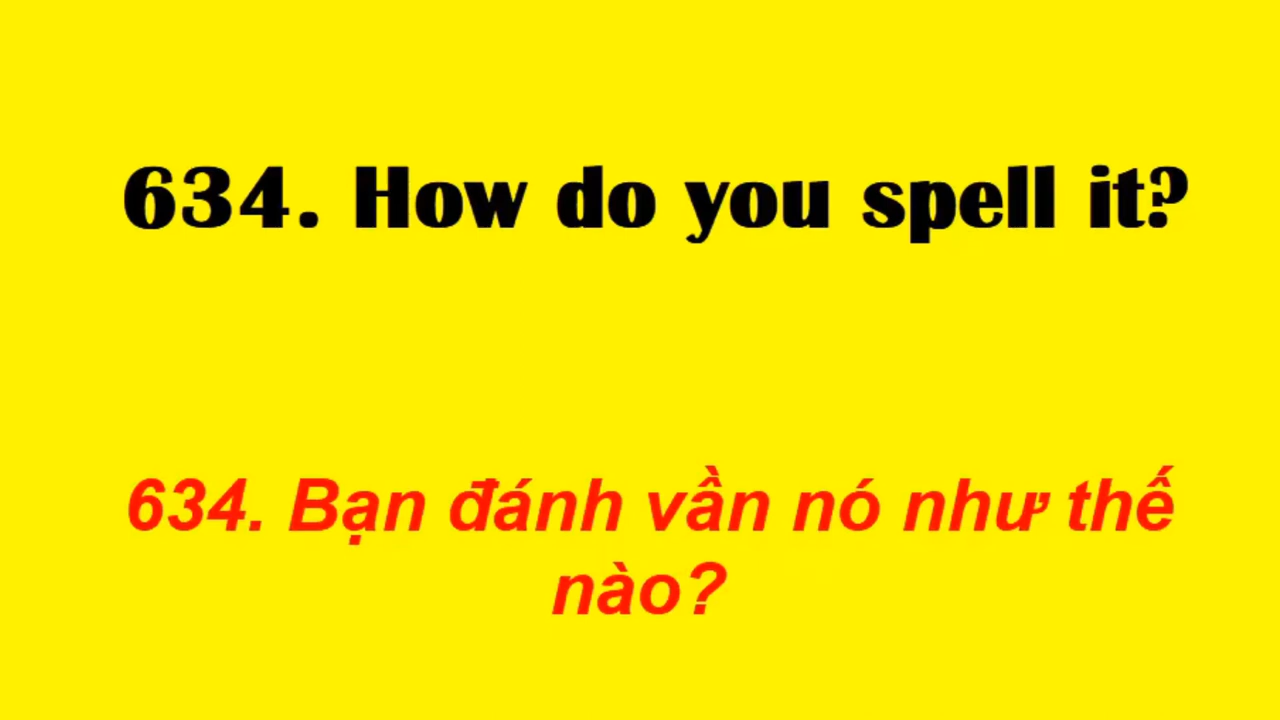 634. How do you spell it?
634. Bạn đánh vần nó như thế
nào?